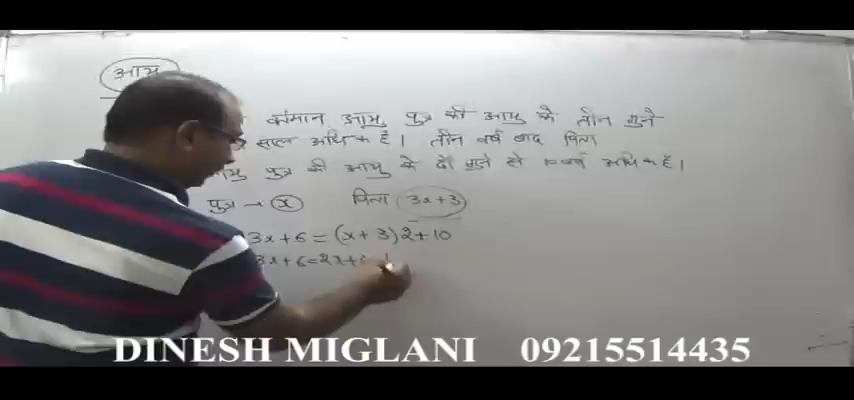 आयु
वर्तमान आयु पुत्र की आयु के तीन गुने
साल अधिक है। तीन वर्ष बाद पिता
आयु पुत्र की आयु के दो गुने से 10 वर्ष अधिक है।
पुत्र → x पिता 3x+3
3x+6=(x+3)2+10
3x+6=2x+
DINESH MIGLANI 09215514435